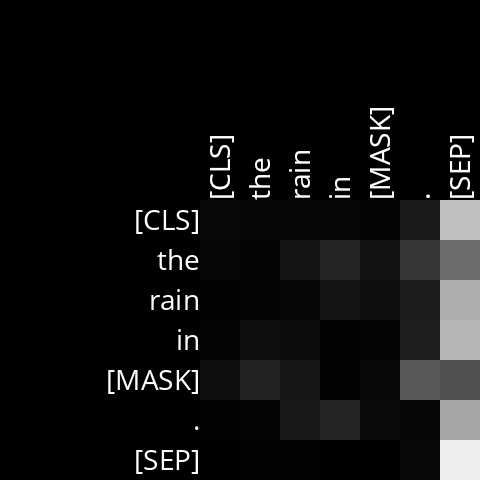 [CLS]
the
rain
in
[MASK]
.
[SEP]
[CLS]
the
rain
in
[MASK]
.
[SEP]